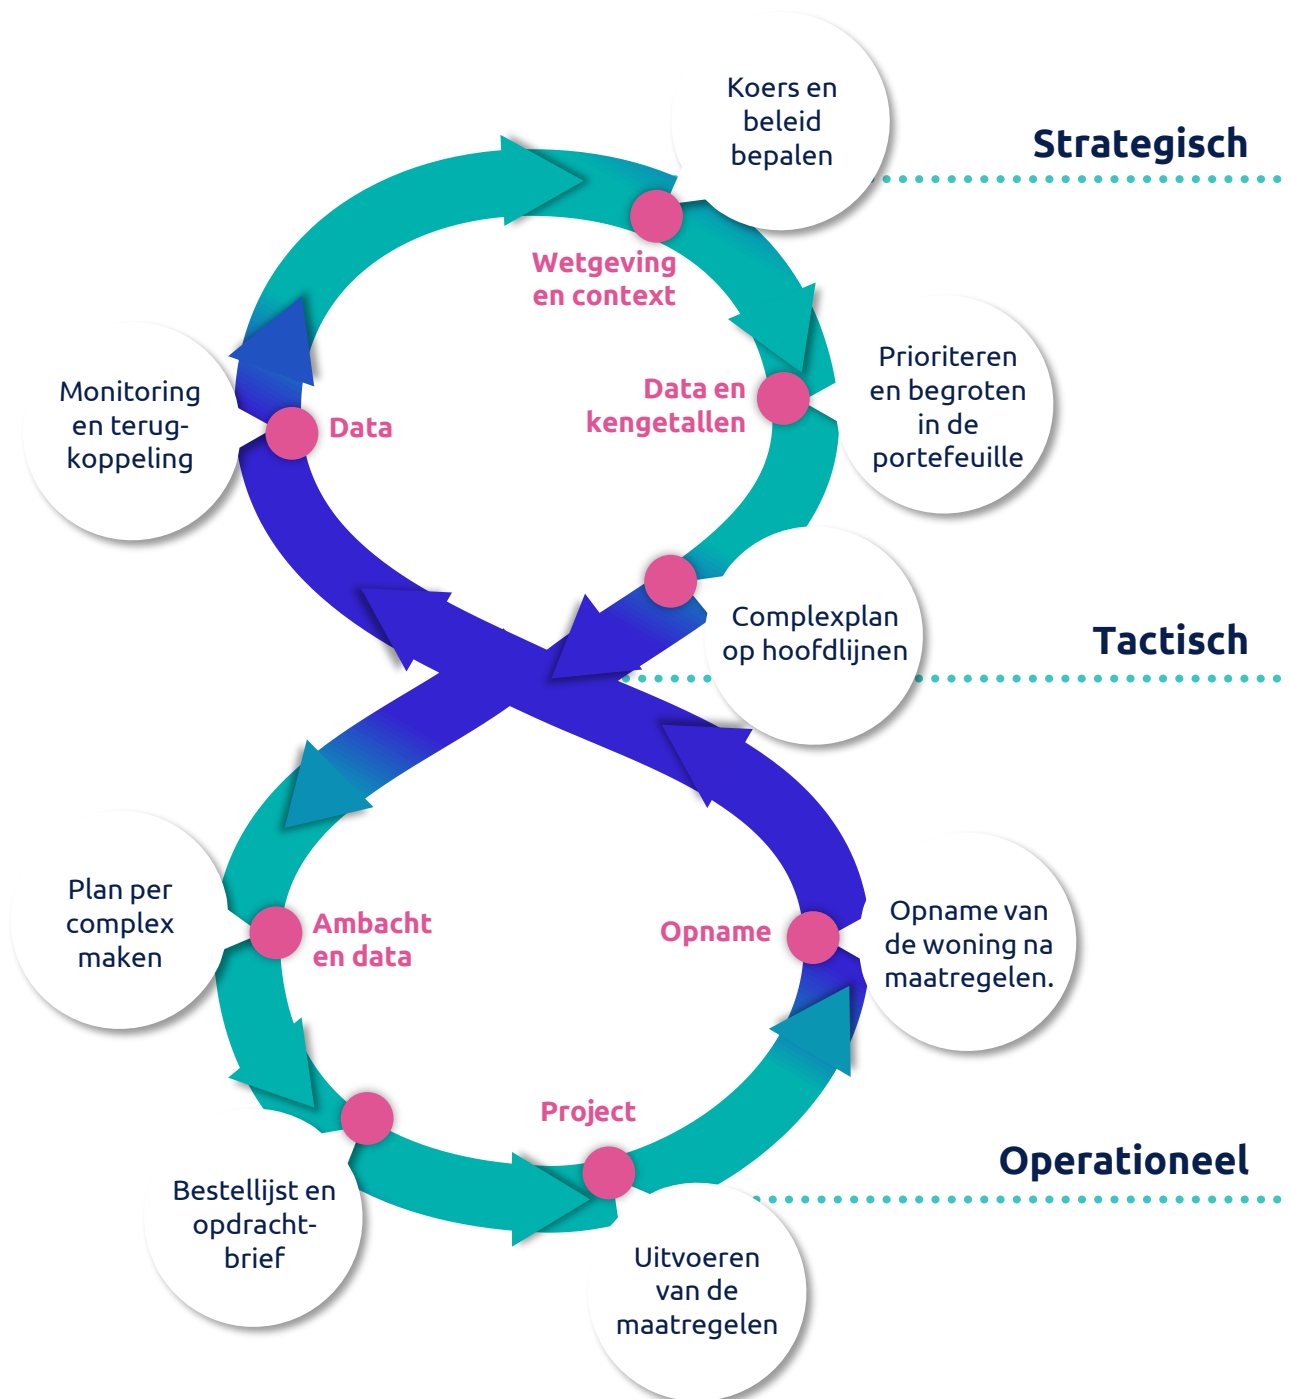 Koers en
beleid
bepalen
Strategisch
Wetgeving
en context
Prioriteren
en begroten
in de
portefeuille
Data en
kengetallen
Monitoring
en terug-
koppeling
Data
Complexplan
op hoofdlijnen
Tactisch
Plan per
complex
maken
Ambacht
en data
Opname
Opname van
de woning na
maatregelen.
Project
Operationeel
Bestellijst en
opdracht-
brief
Uitvoeren
van de
maatregelen